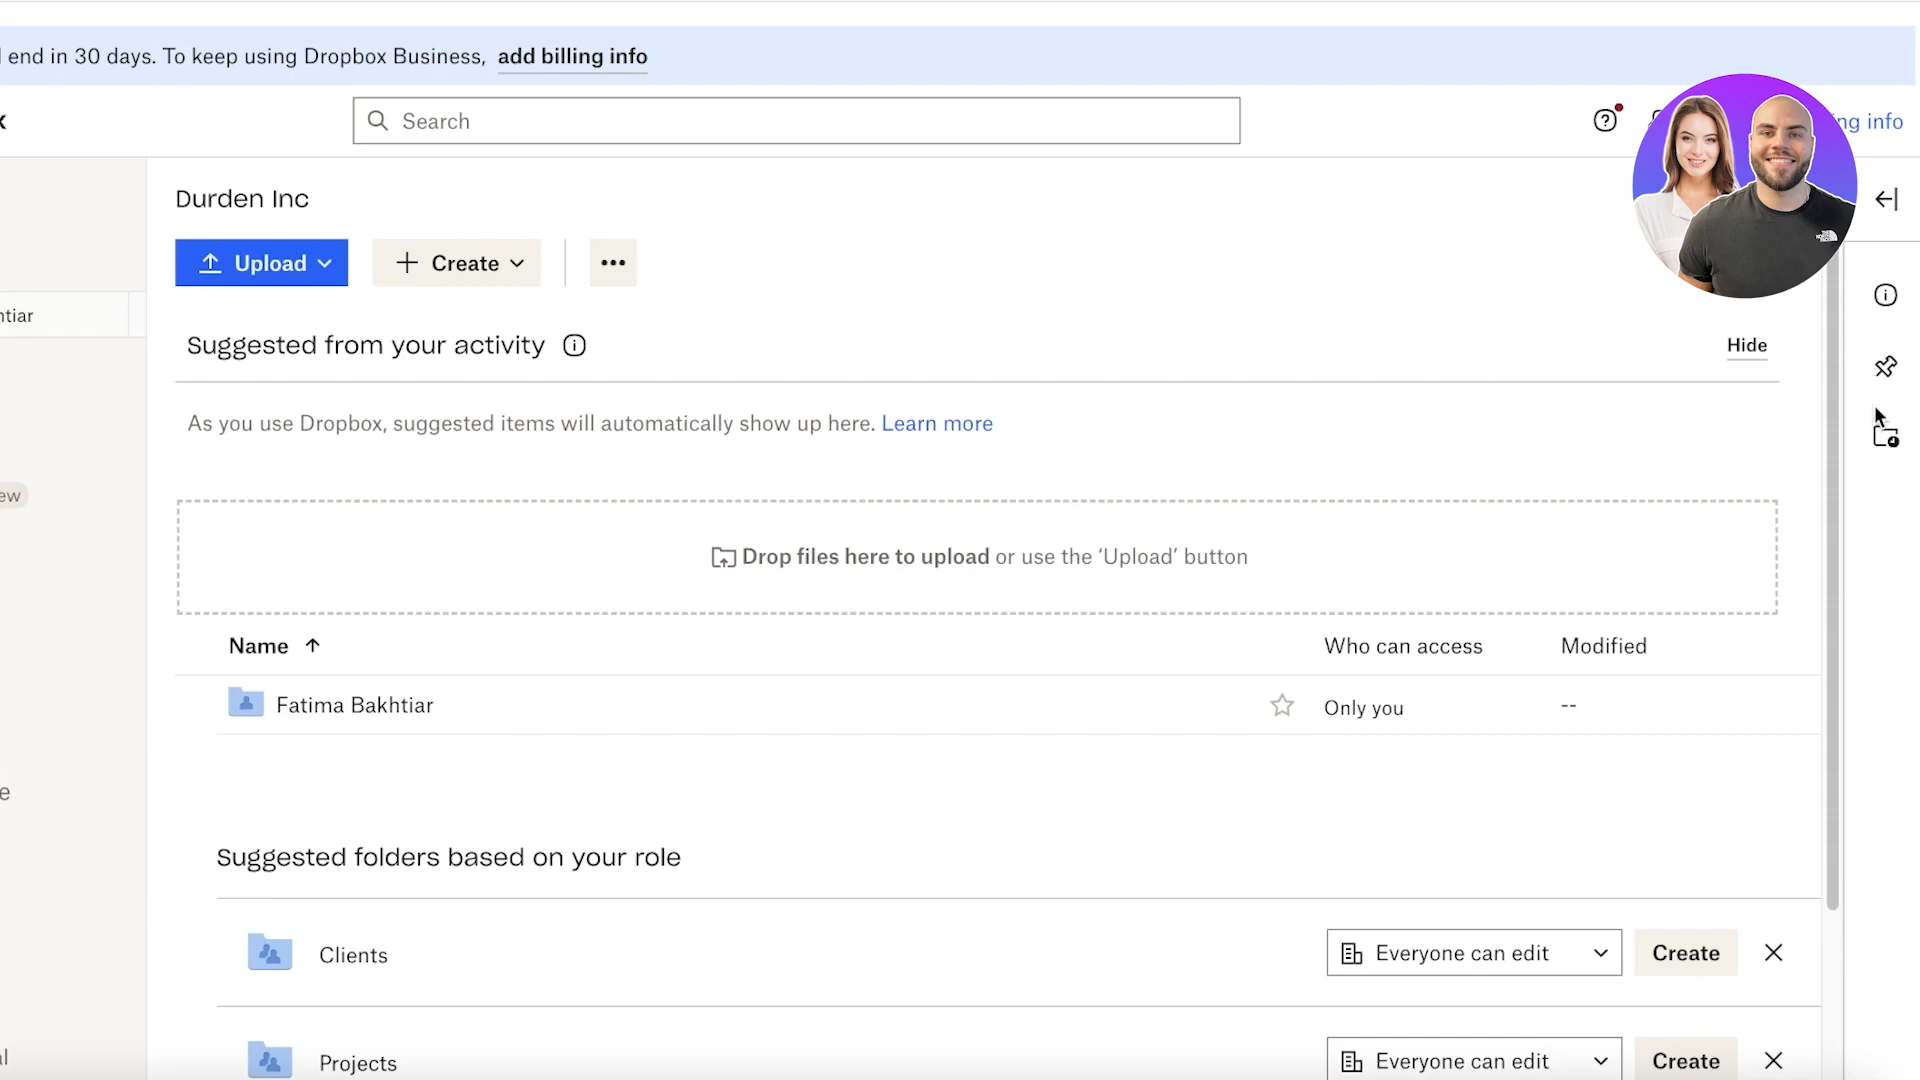 end in 30 days. To keep using Dropbox Business, add billing info
Search
ng info
Durden Inc
Upload
Create
Suggested from your activity
Hide
As you use Dropbox, suggested items will automatically show up here. Learn more
Drop files here to upload or use the ‘Upload’ button
Name
Who can access
Modified
Fatima Bakhtiar
Only you
--
Suggested folders based on your role
Clients
Everyone can edit
Create
Projects
Everyone can edit
Create